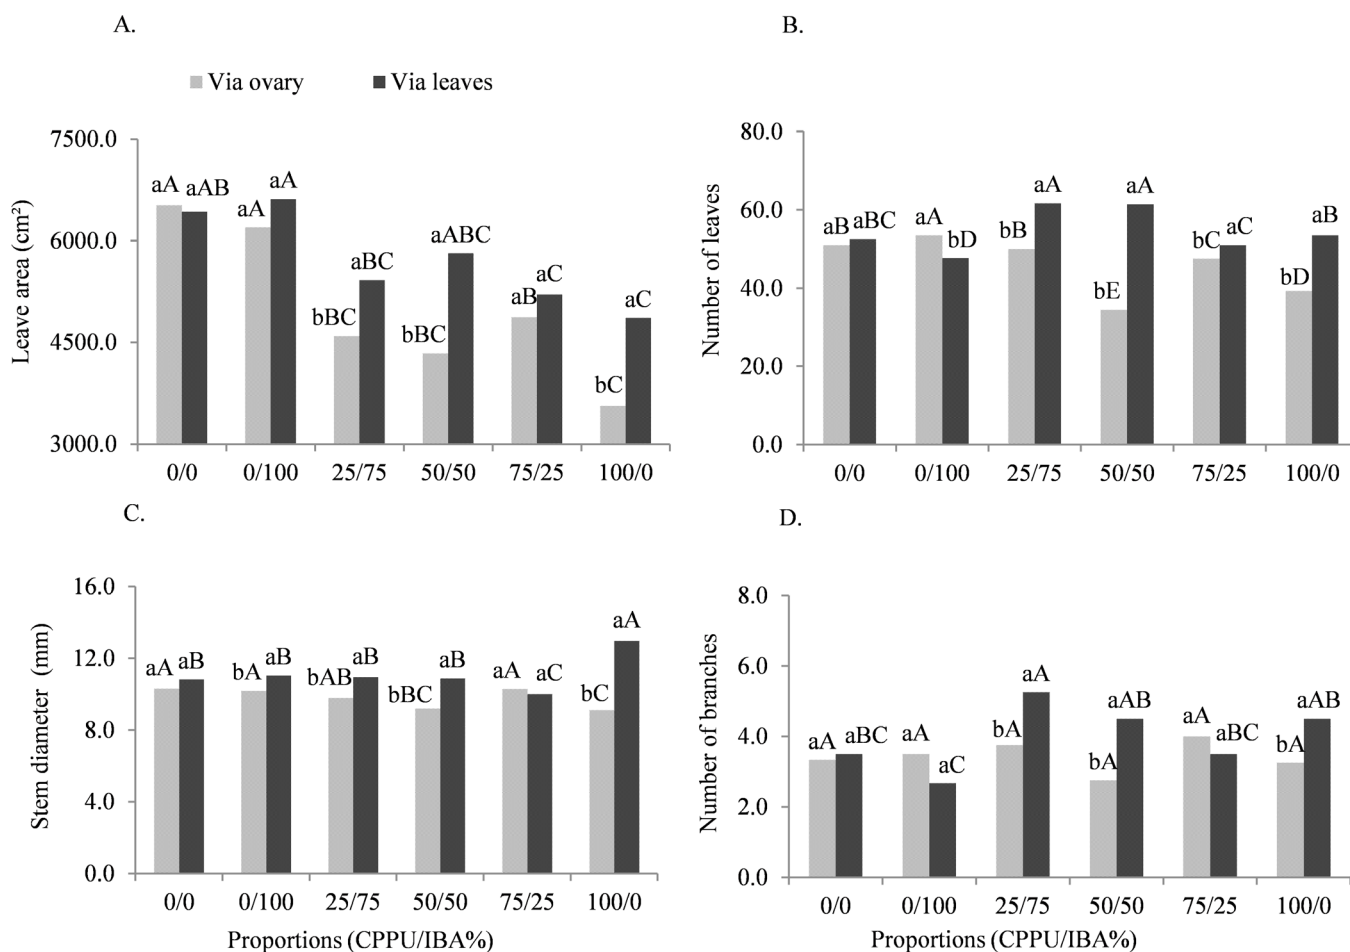 A.
Via ovary
Via leaves
Leave area (cm²)
7500.0
6000.0
4500.0
3000.0
aA
aAB
aA
aA
bBC
aBC
bBC
aABC
aB
aC
bC
aC
0/0
0/100
25/75
50/50
75/25
100/0
B.
Number of leaves
80.0
60.0
40.0
20.0
0.0
aB
aBC
aA
bD
bB
aA
bE
aA
bC
aC
bD
aB
0/0
0/100
25/75
50/50
75/25
100/0
C.
Stem diameter (mm)
16.0
12.0
8.0
4.0
0.0
aA
aB
bA
aB
bAB
aB
bBC
aB
aA
aC
bC
aA
0/0
0/100
25/75
50/50
75/25
100/0
Proportions (CPPU/IBA%)
D.
Number of branches
8.0
6.0
4.0
2.0
0.0
aA
aBC
aA
aC
bA
aA
bA
aAB
aA
aBC
bA
aAB
0/0
0/100
25/75
50/50
75/25
100/0
Proportions (CPPU/IBA%)